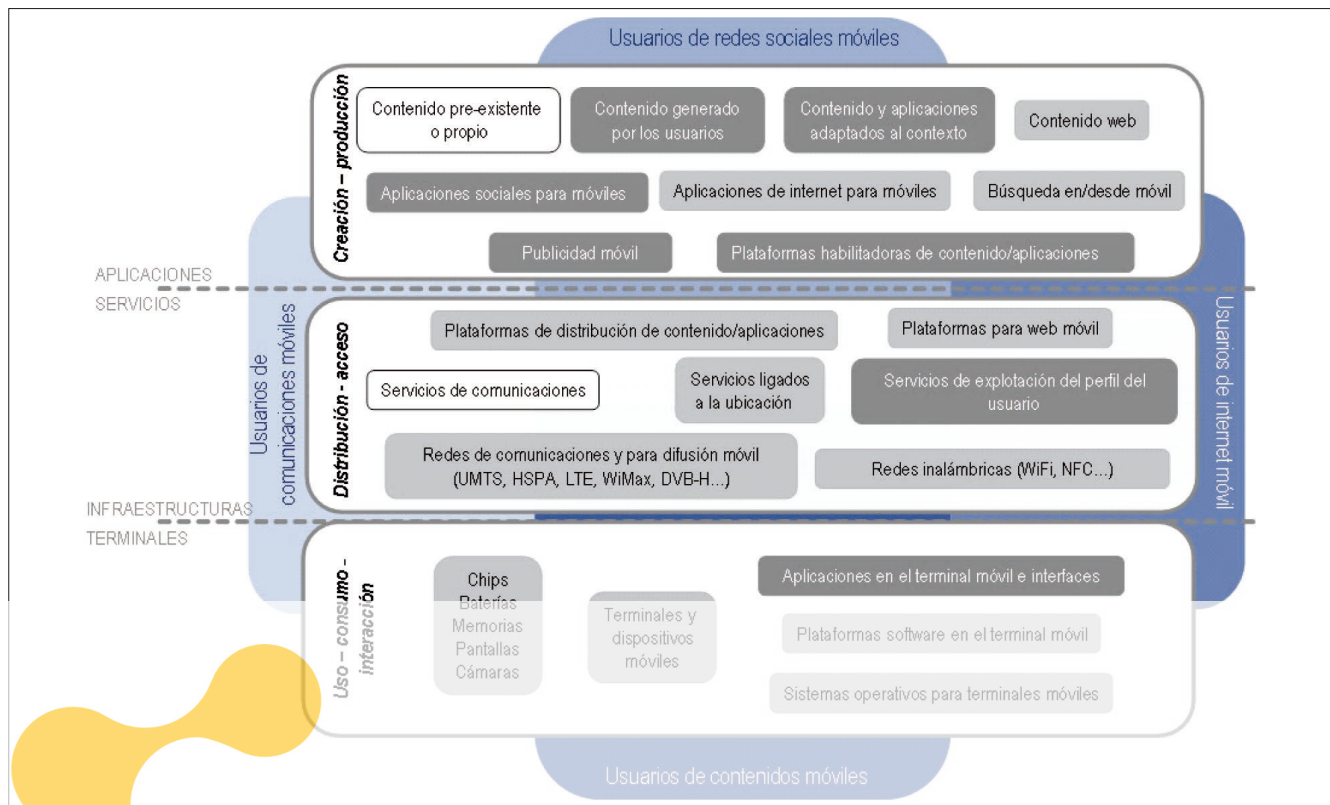 Usuarios de redes sociales móviles
Creación – producción
Contenido pre-existente
o propio
Contenido generado
por los usuarios
Contenido y aplicaciones
adaptados al contexto
Contenido web
Aplicaciones sociales para móviles
Aplicaciones de internet para móviles
Búsqueda en/desde móvil
Publicidad móvil
Plataformas habilitadoras de contenido/aplicaciones
APLICACIONES
SERVICIOS
Usuarios de
comunicaciones móviles
Distribución - acceso
Plataformas de distribución de contenido/aplicaciones
Plataformas para web móvil
Servicios de comunicaciones
Servicios ligados
a la ubicación
Servicios de explotación del perfil del
usuario
Redes de comunicaciones y para difusión móvil
(UMTS, HSPA, LTE, WiMax, DVB-H...)
Redes inalámbricas (WiFi, NFC...)
Usuarios de internet móvil
INFRAESTRUCTURAS
TERMINALES
Uso – consumo -
interacción
Chips
Baterías
Memorias
Pantallas
Cámaras
Terminales y
dispositivos
móviles
Aplicaciones en el terminal móvil e interfaces
Plataformas software en el terminal móvil
Sistemas operativos para terminales móviles
Usuarios de contenidos móviles